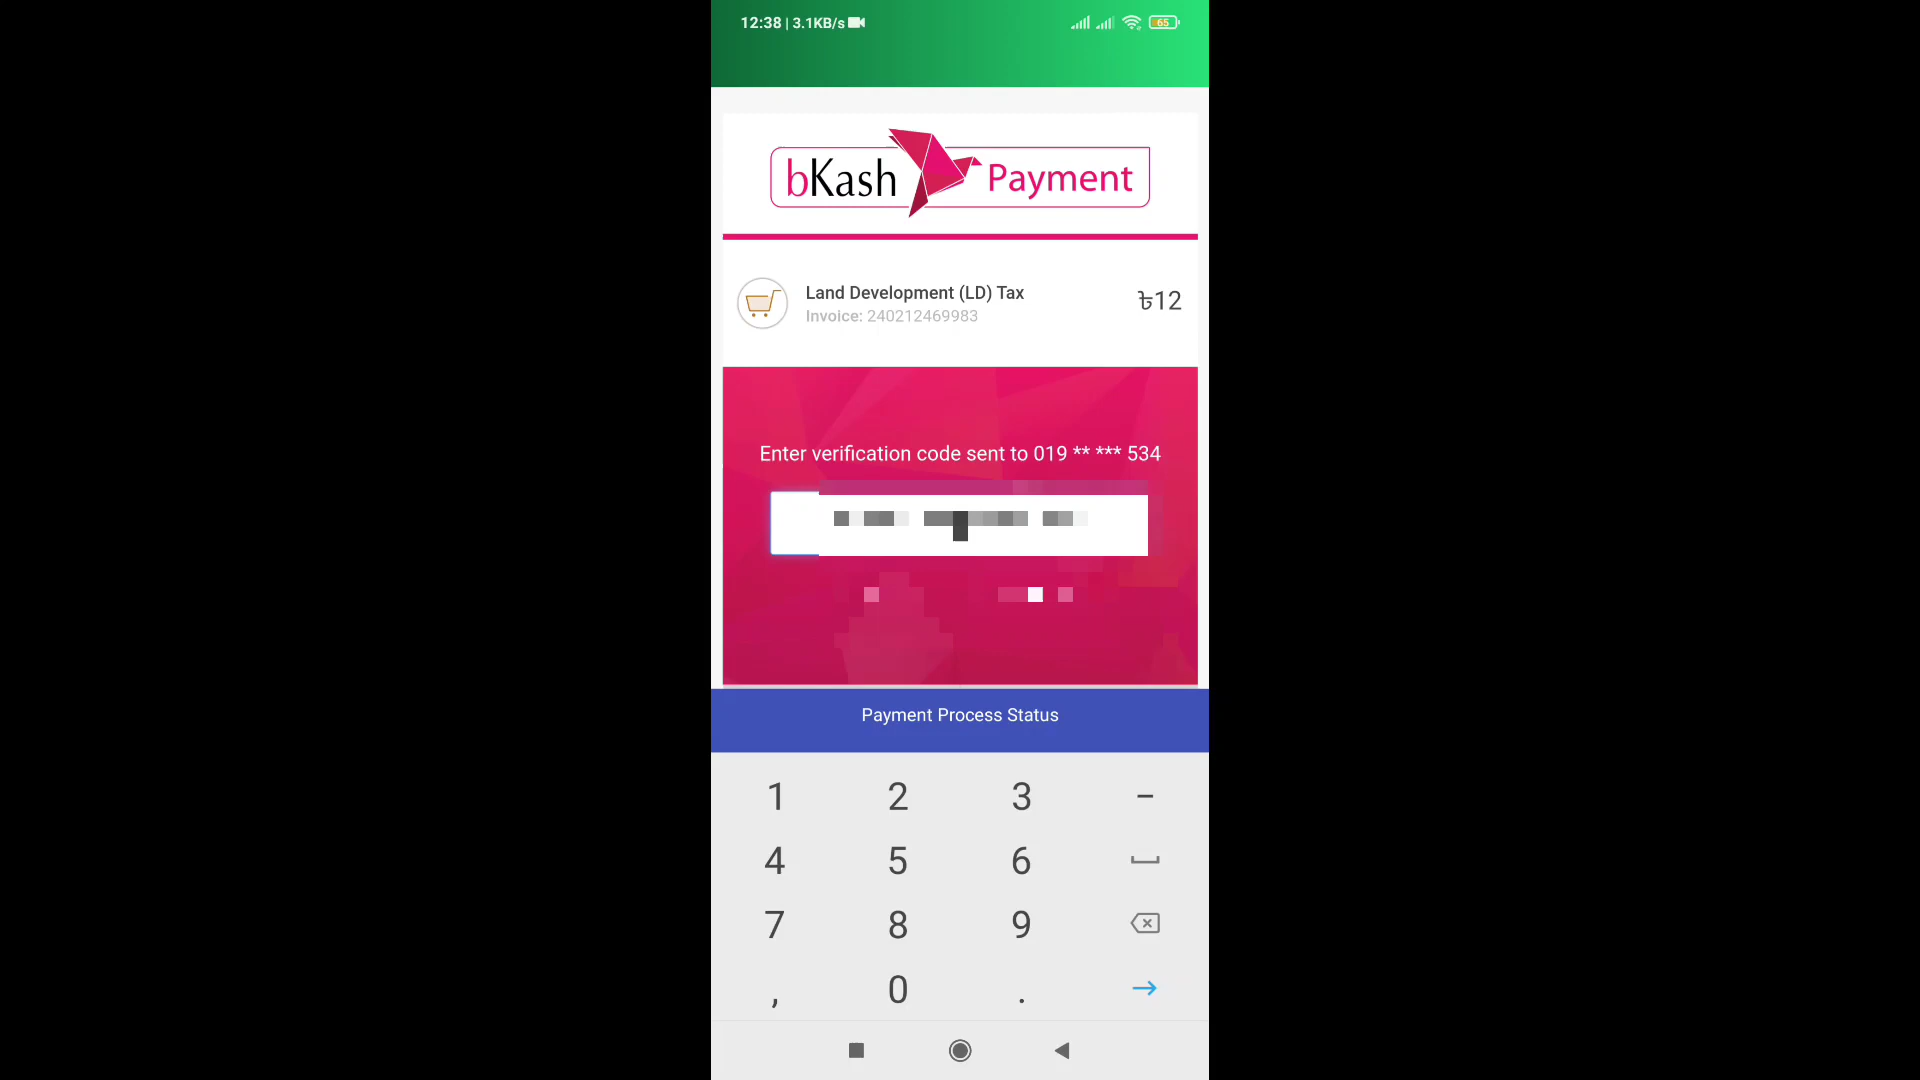 12:38 | 3.1KB/s
65
bKash Payment
Land Development (LD) Tax
৳12
Invoice: 240212469983
Enter verification code sent to 019 ** *** 534
Payment Process Status
1 2 3 -
4 5 6
7 8 9
, 0 .